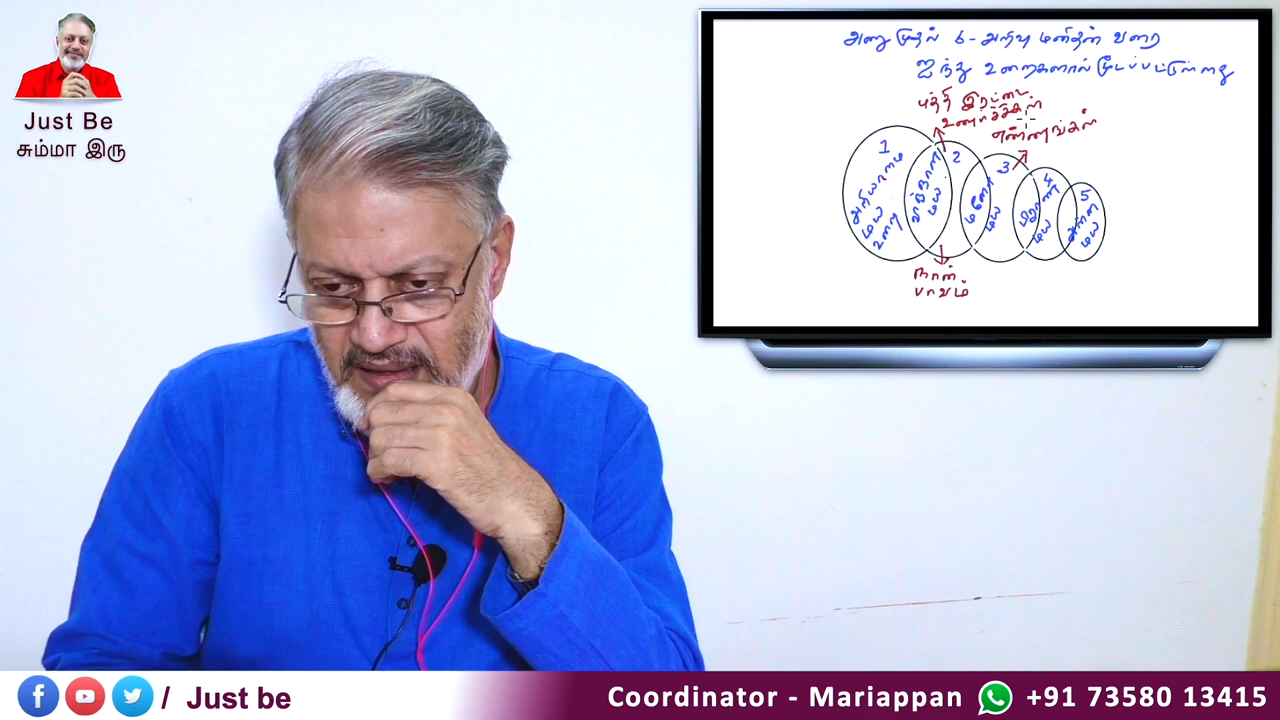 Just Be
சும்மா இரு
அணு முதல் 6 - அறிவு மனிதன் வரை
ஐந்து உறைகளால் மூடப்பட்டுள்ளது
புத்தி இரட்டை
உணர்ச்சிகள்
எண்ணங்கள்
1
அறியாமை
மய
உறை
2
விஞ்ஞான
மய
3
மனோ
மய
4
பிராண
மய
5
அன்ன
மய
நான்
பாவம்
/ Just be
Coordinator - Mariappan
+91 73580 13415